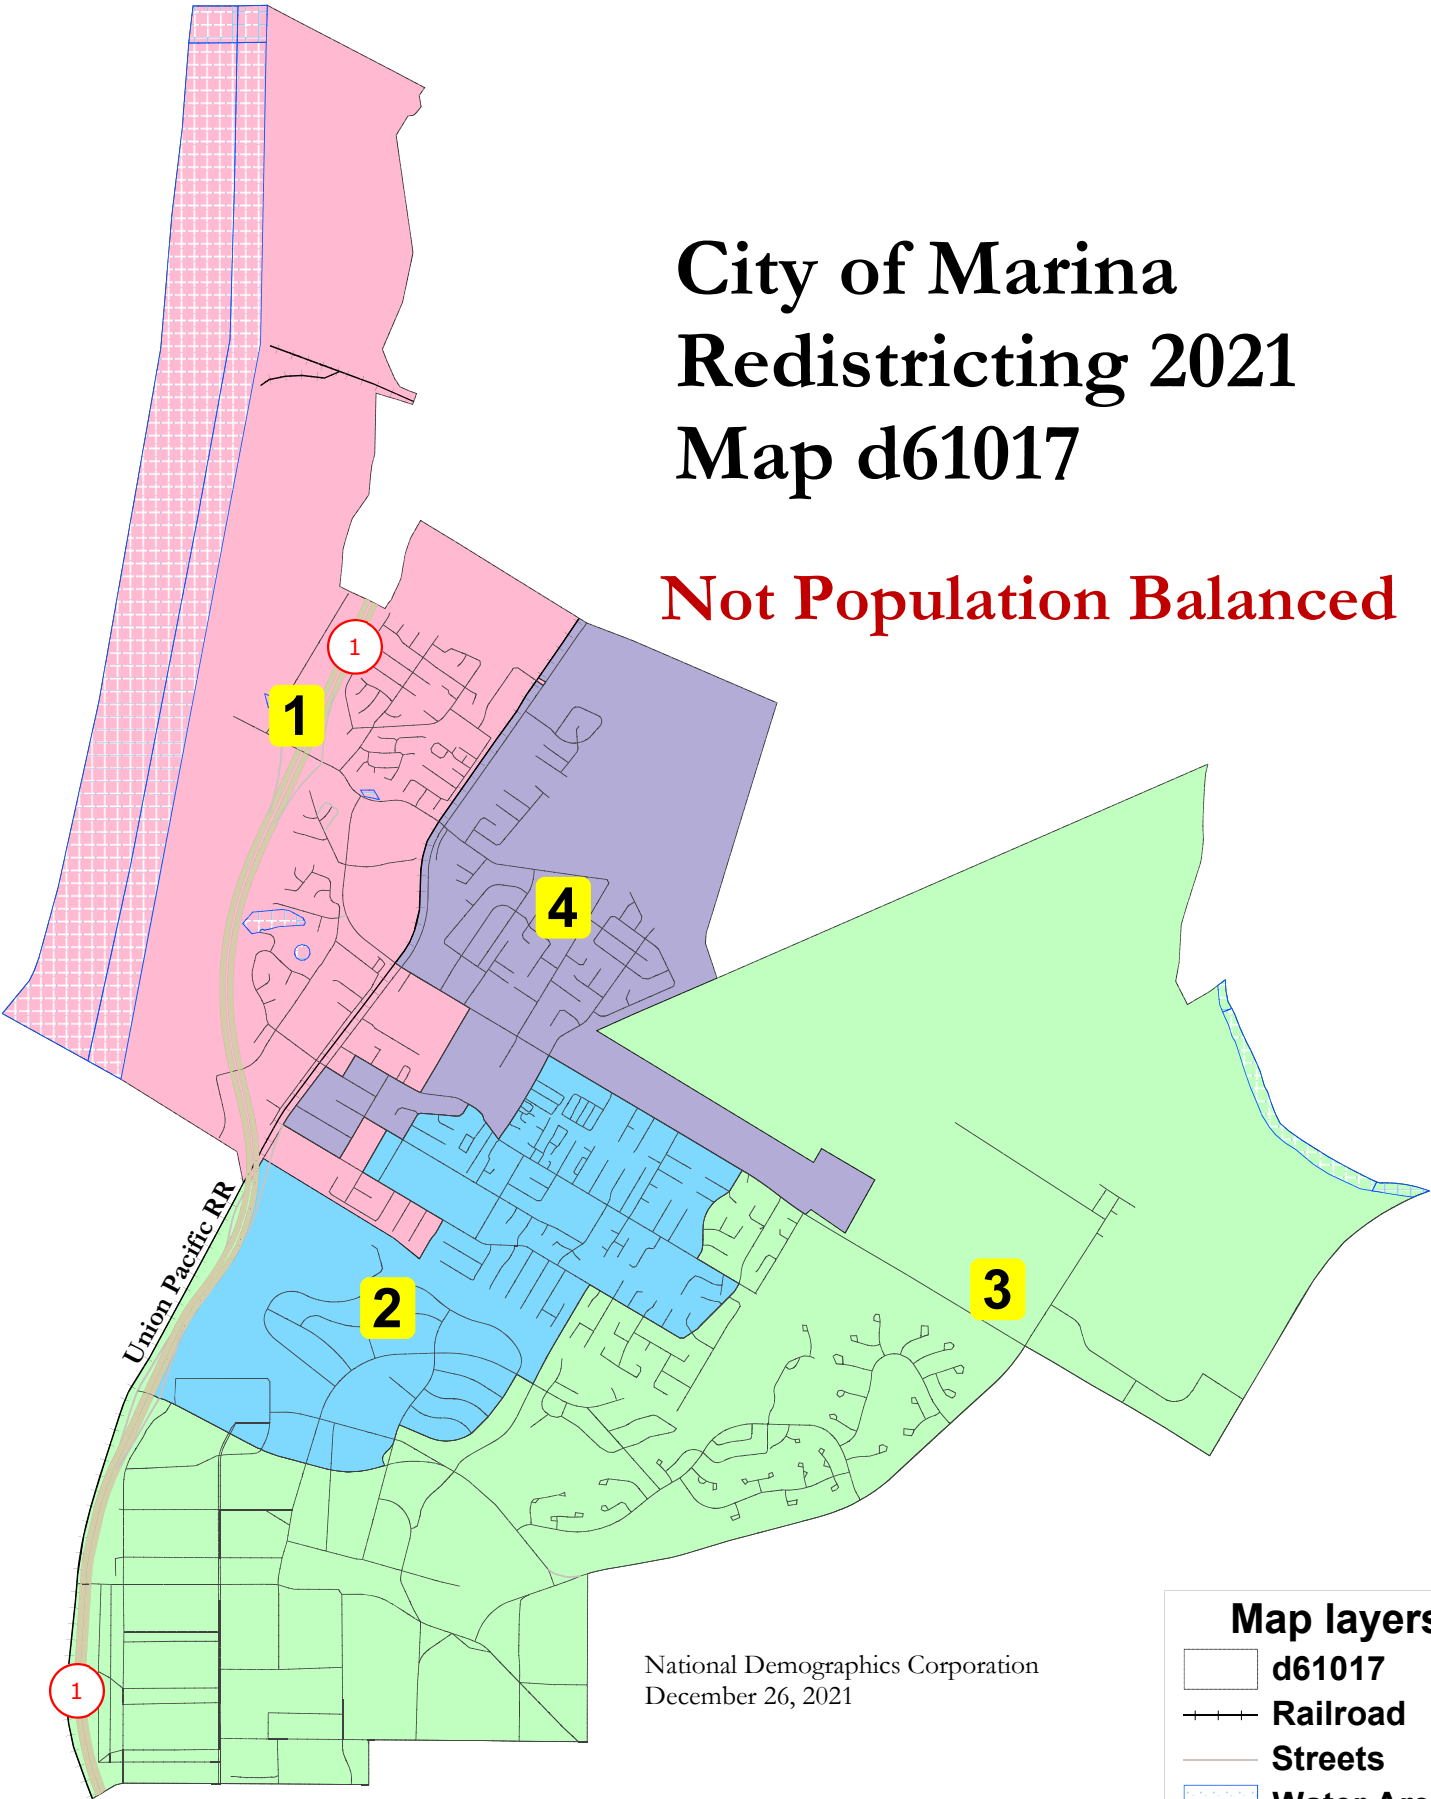 City of Marina
Redistricting 2021
Map d61017
Not Population Balanced
1
1
4
Union Pacific RR
2
3
1
National Demographics Corporation
December 26, 2021
Map layers
d61017
Railroad
Streets